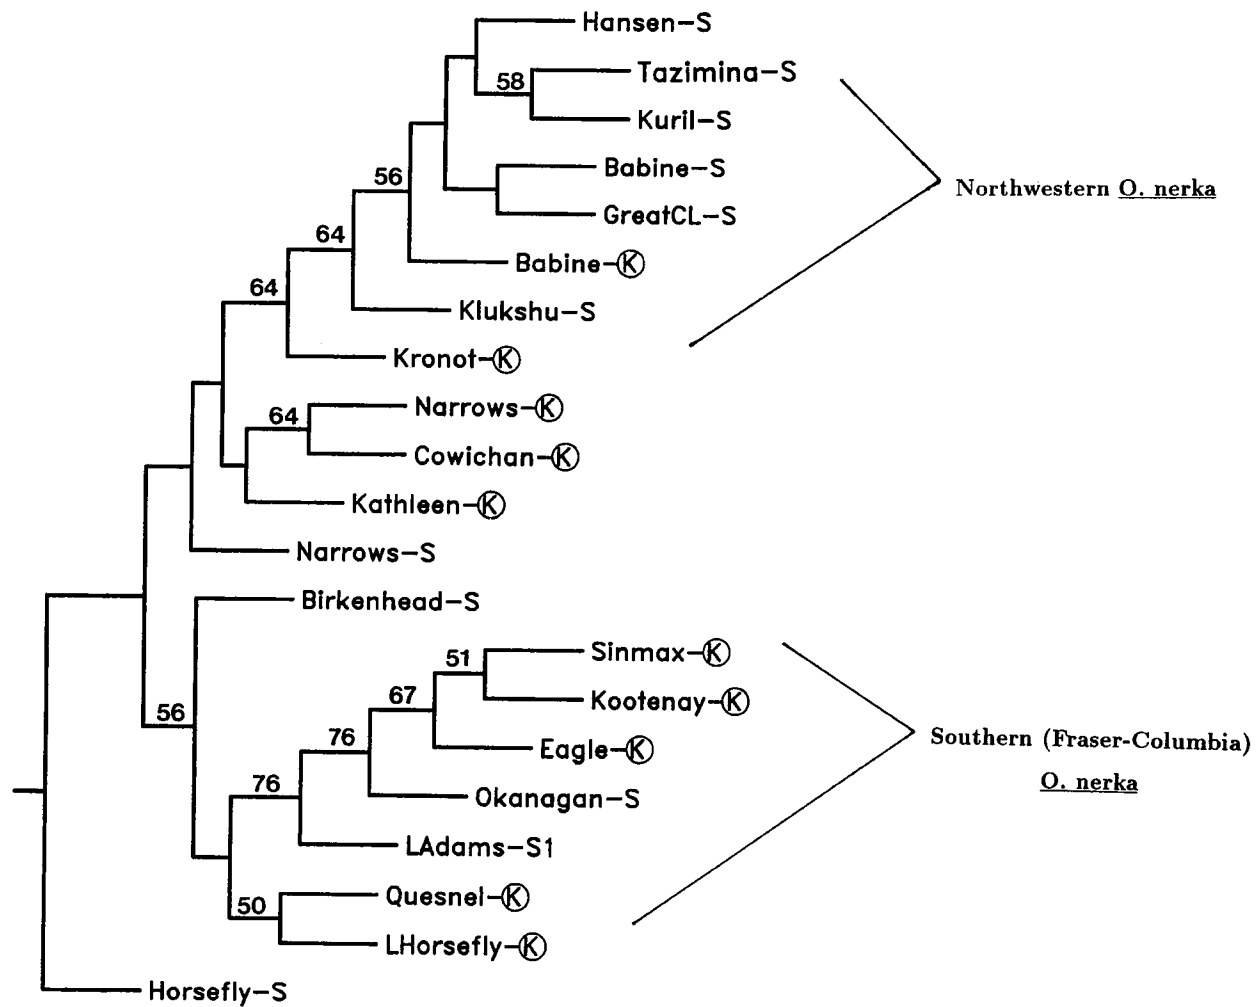 Hansen-S
58
Tazimina-S
Kuril-S
Babine-S
56
Northwestern O. nerka
GreatCL-S
64
Babine-K
64
Klukshu-S
Kronot-K
64
Narrows-K
Cowichan-K
Kathleen-K
Narrows-S
Birkenhead-S
51
Sinmax-K
67
Kootenay-K
56
76
Eagle-K
Southern (Fraser-Columbia)
O. nerka
76
Okanagan-S
LAdams-S1
50
Quesnel-K
LHorsefly-K
Horsefly-S